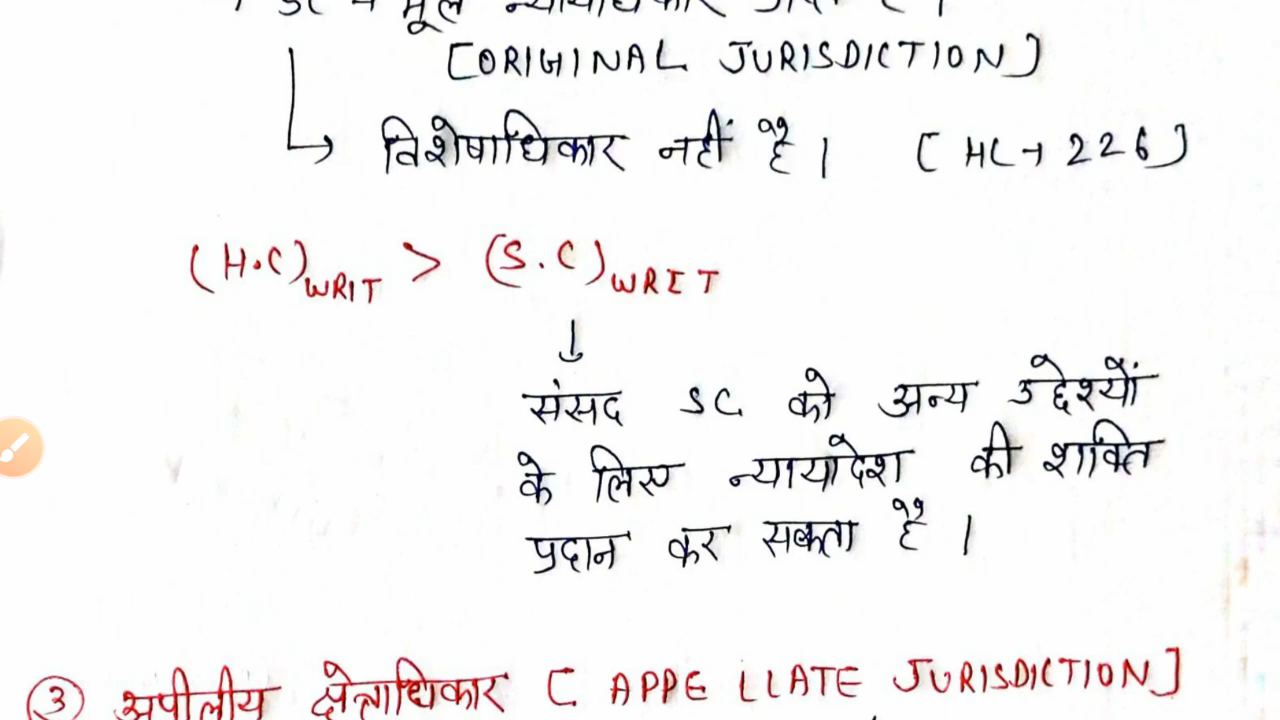 SC में मूल न्यायाधिकार
[ORIGINAL JURISDICTION]
↳ विशेषाधिकार नहीं है। [HC → 226]
(H.C)WRIT > (S.C)WRIT
↓
संसद SC को अन्य उद्देश्यों
के लिए न्यायादेश की शक्ति
प्रदान कर सकता है।
③ अपीलीय क्षेत्राधिकार [APPELLATE JURISDICTION]